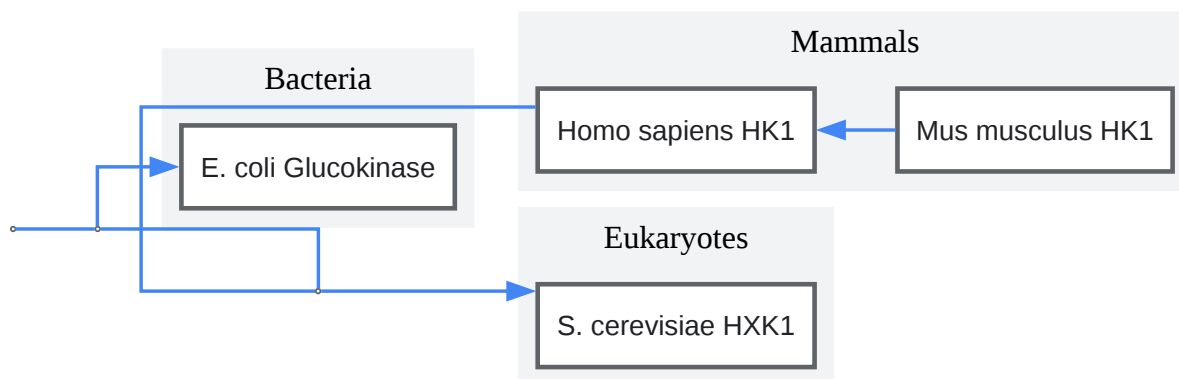 Mammals
Bacteria
Homo sapiens HK1
Mus musculus HK1
E. coli Glucokinase
Eukaryotes
S. cerevisiae HXK1